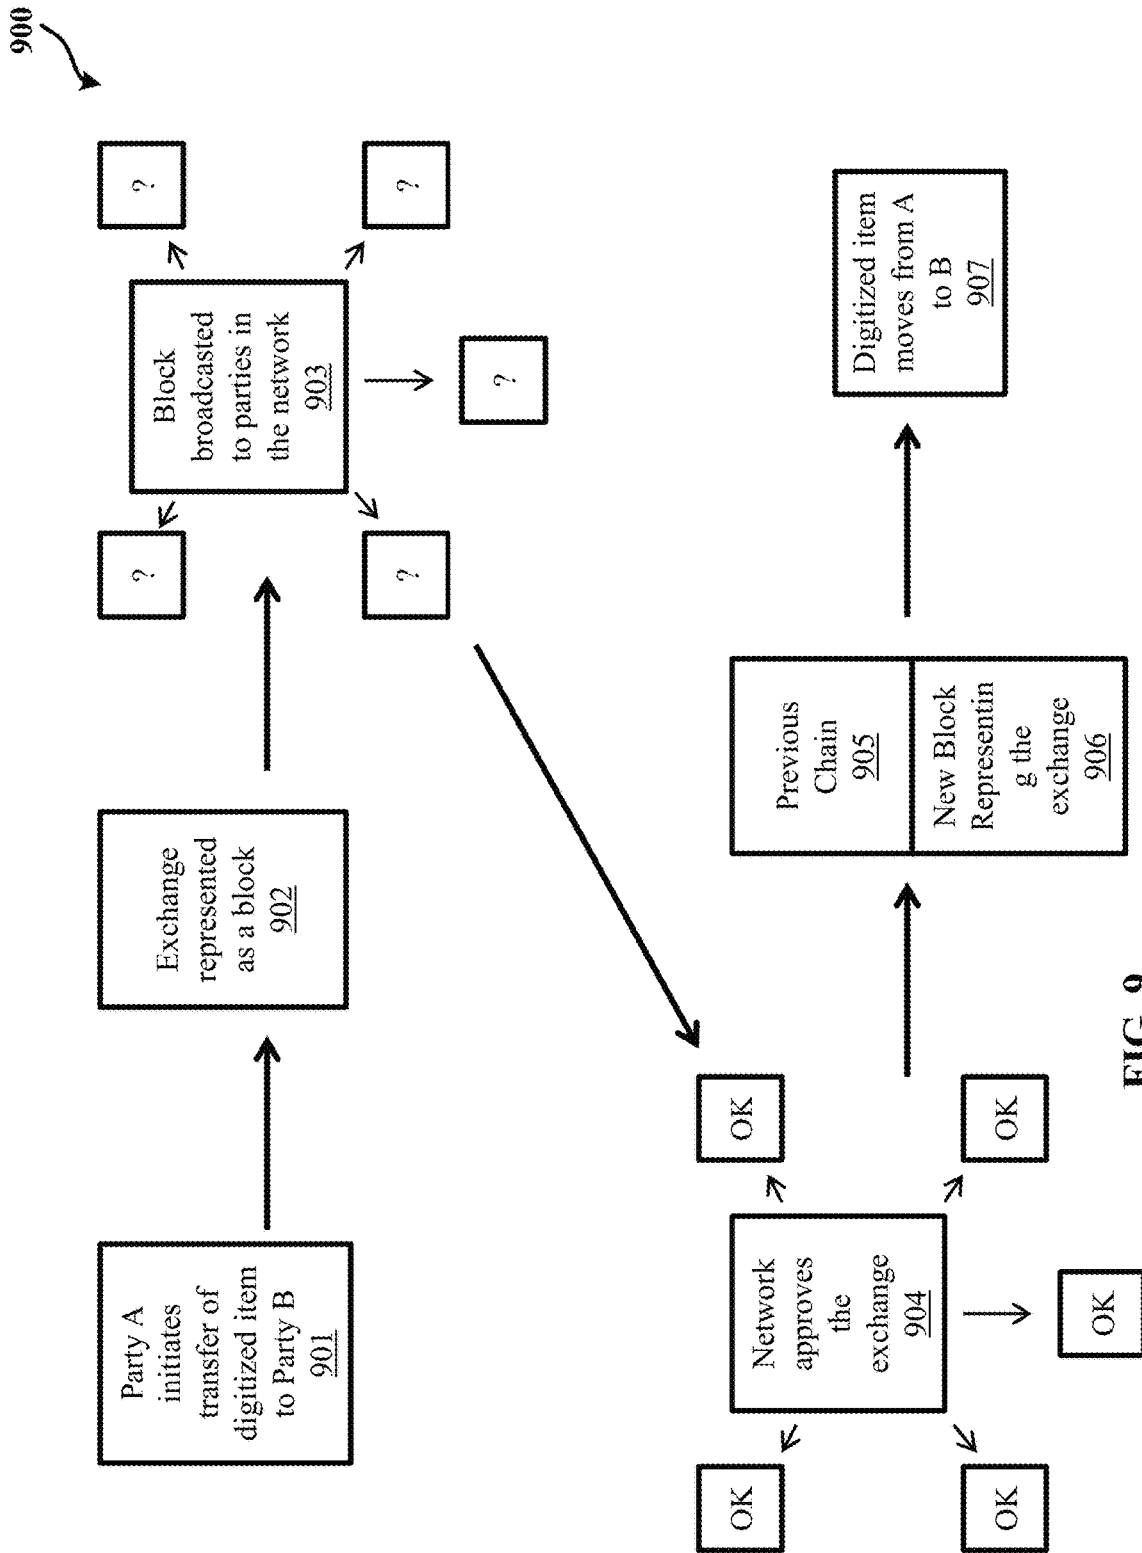 900
Party A
initiates
transfer of
digitized item
to Party B
901
Exchange
represented
as a block
902
Block
broadcasted
to parties in
the network
903
?
?
?
?
?
Network
approves
the
exchange
904
OK
OK
OK
OK
OK
Previous
Chain
905
New Block
Representin
g the
exchange
906
Digitized item
moves from A
to B
907
FIG. 9